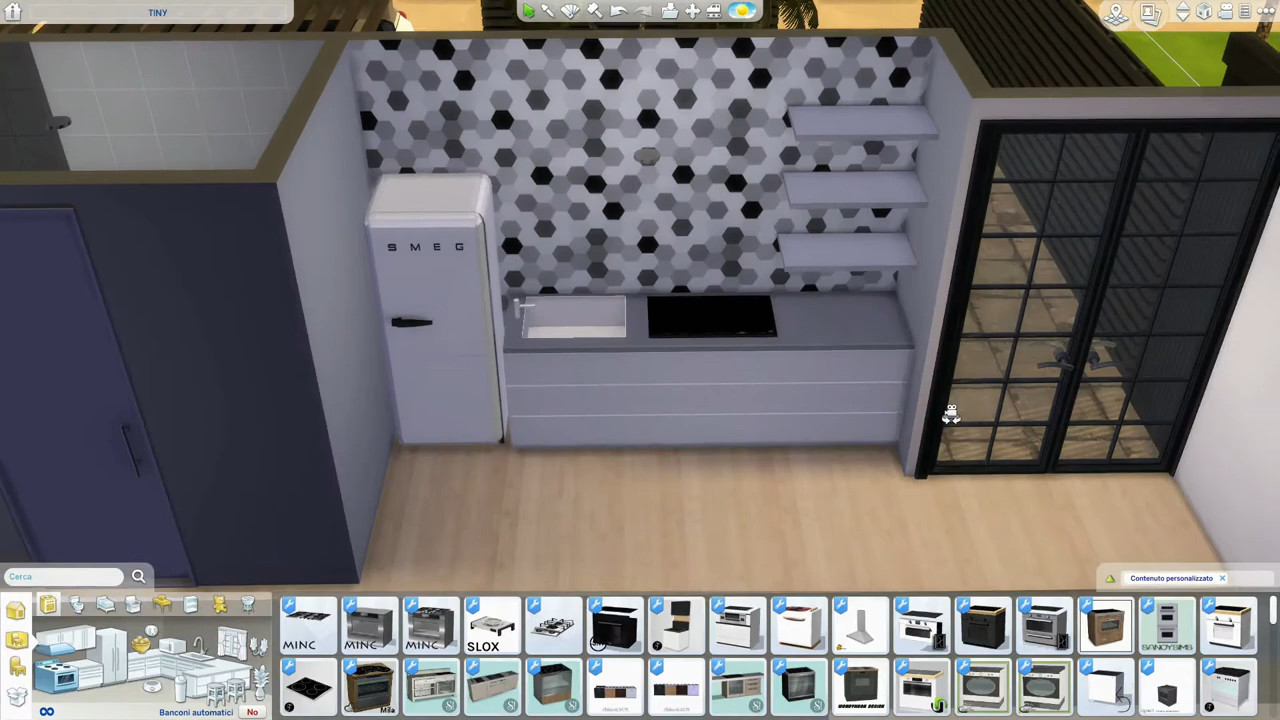 TINY
SMEG
Cerca
Contenuto personalizzato
MINC MINC MINC SLOX
Banconi automatici No